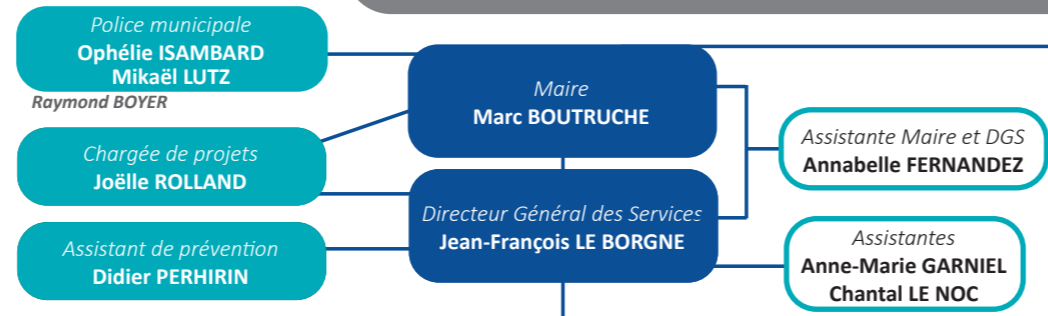 Police municipale
Ophélie ISAMBARD
Mikaël LUTZ
Raymond BOYER
Chargée de projets
Joëlle ROLLAND
Assistant de prévention
Didier PERHIRIN
Maire
Marc BOUTRUCHE
Directeur Général des Services
Jean-François LE BORGNE
Assistante Maire et DGS
Annabelle FERNANDEZ
Assistantes
Anne-Marie GARNIEL
Chantal LE NOC